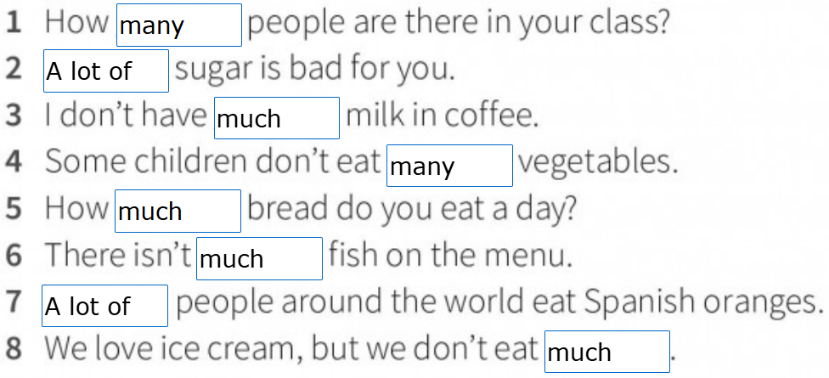 1 How many people are there in your class?
2 A lot of sugar is bad for you.
3 I don't have much milk in coffee.
4 Some children don't eat many vegetables.
5 How much bread do you eat a day?
6 There isn't much fish on the menu.
7 A lot of people around the world eat Spanish oranges.
8 We love ice cream, but we don't eat much.